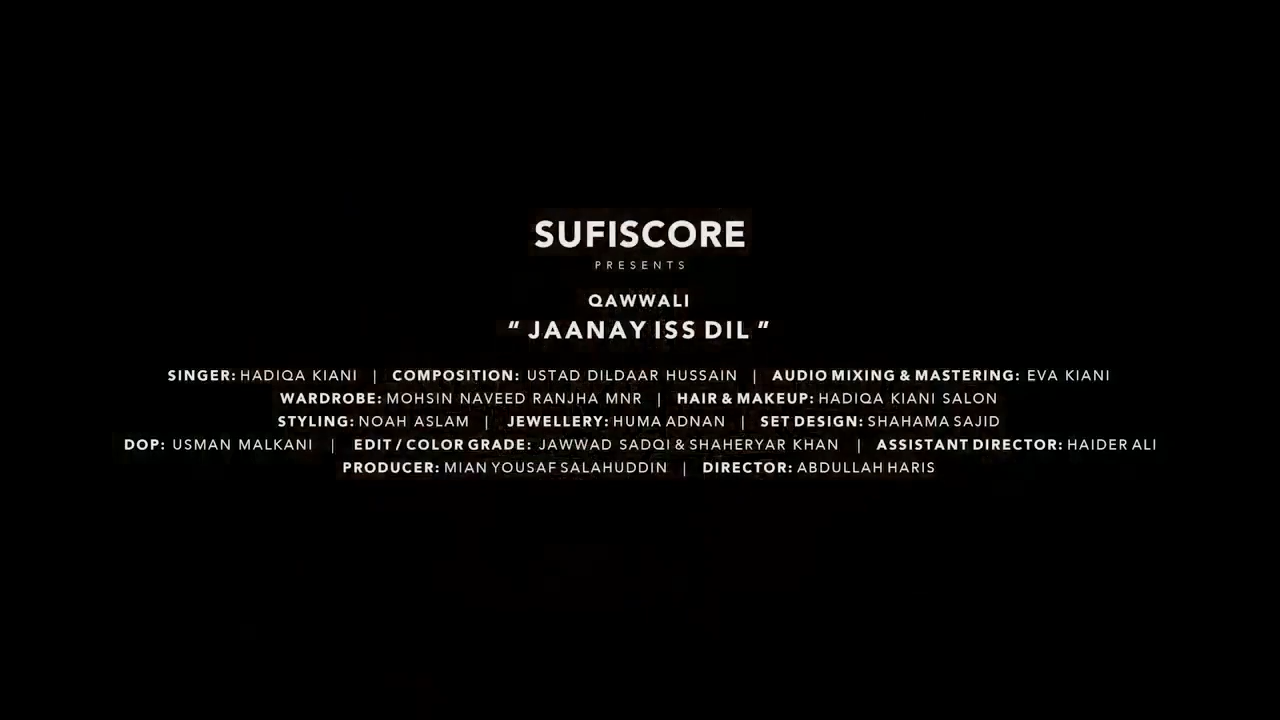 SUFISCORE
PRESENTS
QAWWALI
“ JAANAY ISS DIL ”
SINGER: HADIQA KIANI | COMPOSITION: USTAD DILDAAR HUSSAIN | AUDIO MIXING & MASTERING: EVA KIANI
WARDROBE: MOHSIN NAVEED RANJHA MNR | HAIR & MAKEUP: HADIQA KIANI SALON
STYLING: NOAH ASLAM | JEWELLERY: HUMA ADNAN | SET DESIGN: SHAHAMA SAJID
DOP: USMAN MALKANI | EDIT / COLOR GRADE: JAWWAD SADQI & SHAHERYAR KHAN | ASSISTANT DIRECTOR: HAIDER ALI
PRODUCER: MIAN YOUSAF SALAHUDDIN | DIRECTOR: ABDULLAH HARIS